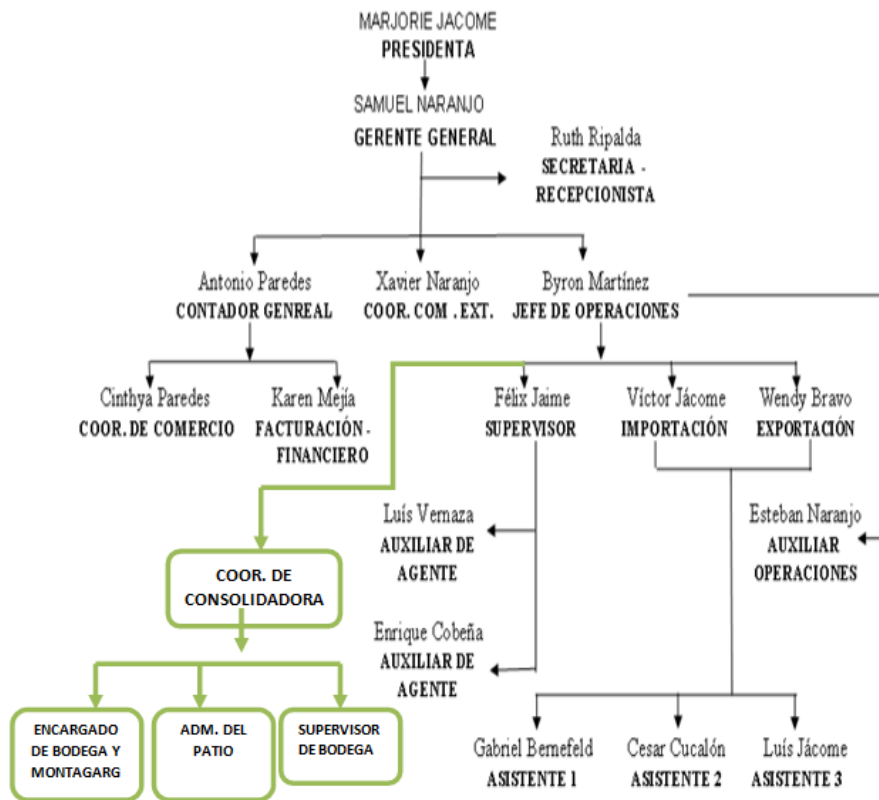 MARJORIE JACOME
PRESIDENTA
SAMUEL NARANJO
GERENTE GENERAL
Ruth Ripalda
SECRETARIA -
RECEPCIONISTA
Antonio Paredes
CONTADOR GENREAL
Xavier Naranjo
COOR. COM . EXT.
Byron Martínez
JEFE DE OPERACIONES
Cinthya Paredes
COOR. DE COMERCIO
Karen Mejía
FACTURACIÓN -
FINANCIERO
Félix Jaime
SUPERVISOR
Víctor Jácome
IMPORTACIÓN
Wendy Bravo
EXPORTACIÓN
Luís Vernaza
AUXILIAR DE
AGENTE
Esteban Naranjo
AUXILIAR
OPERACIONES
COOR. DE
CONSOLIDADORA
Enrique Cobeña
AUXILIAR DE
AGENTE
ENCARGADO
DE BODEGA Y
MONTAGARG
ADM. DEL
PATIO
SUPERVISOR
DE BODEGA
Gabriel Bernefeld
ASISTENTE 1
Cesar Cucalón
ASISTENTE 2
Luís Jácome
ASISTENTE 3